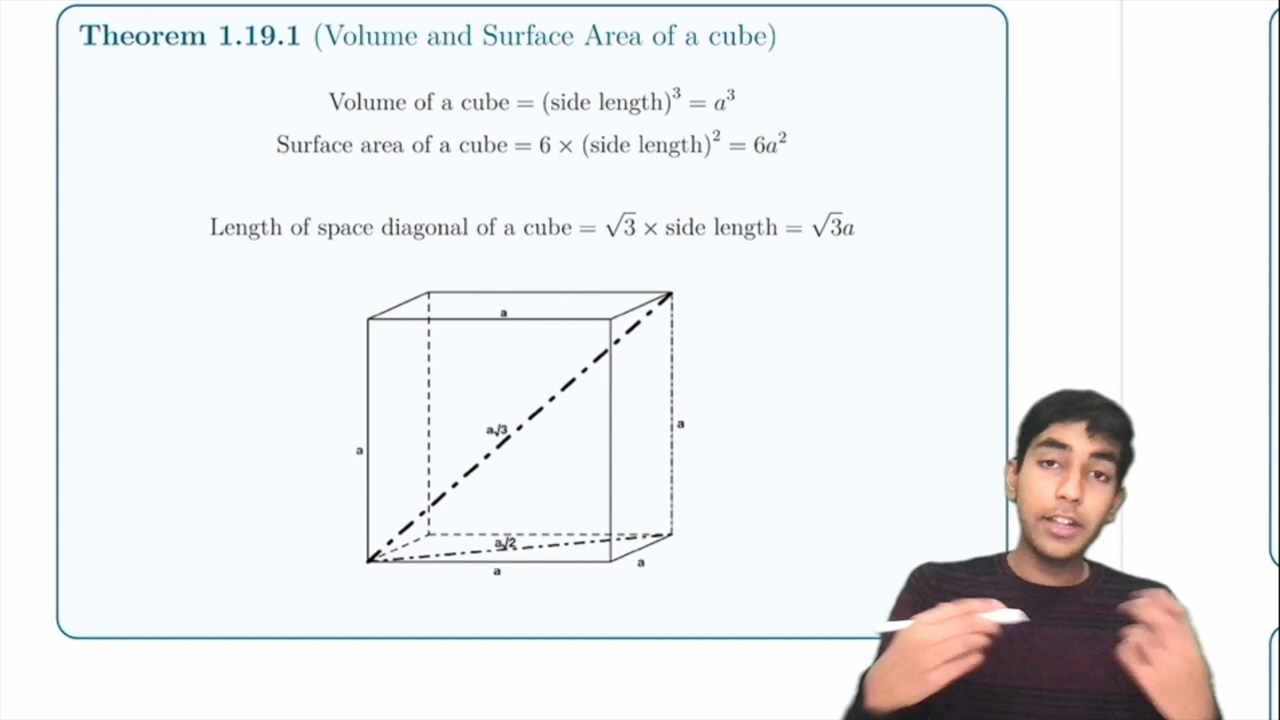 Theorem 1.19.1 (Volume and Surface Area of a cube)
Volume of a cube = (side length)³ = a³
Surface area of a cube = 6 × (side length)² = 6a²
Length of space diagonal of a cube = √3 × side length = √3a
a
a
a√3
a
a√2
a
a